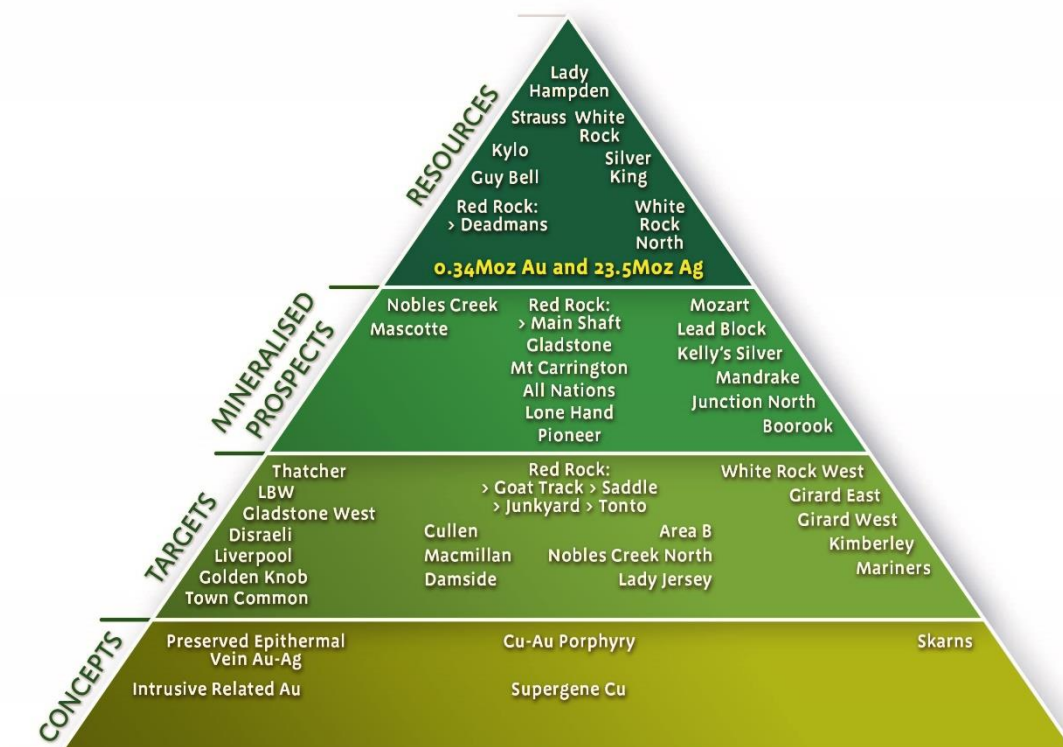 RESOURCES
Lady
Hampden
Strauss
White
Rock
Kylo
Silver
King
Guy Bell
Red Rock:
> Deadmans
White
Rock
North
0.34Moz Au and 23.5Moz Ag
MINERALISED
PROSPECTS
Nobles Creek
Mascotte
Red Rock:
> Main Shaft
Gladstone
Mt Carrington
All Nations
Lone Hand
Pioneer
Mozart
Lead Block
Kelly's Silver
Mandrake
Junction North
Boorook
TARGETS
Thatcher
LBW
Gladstone West
Disraeli
Liverpool
Golden Knob
Town Common
Red Rock:
> Goat Track > Saddle
> Junkyard > Tonto
Cullen
Macmillan
Damside
Area B
Nobles Creek North
Lady Jersey
White Rock West
Girard East
Girard West
Kimberley
Mariners
CONCEPTS
Preserved Epithermal
Vein Au-Ag
Intrusive Related Au
Cu-Au Porphyry
Supergene Cu
Skarns